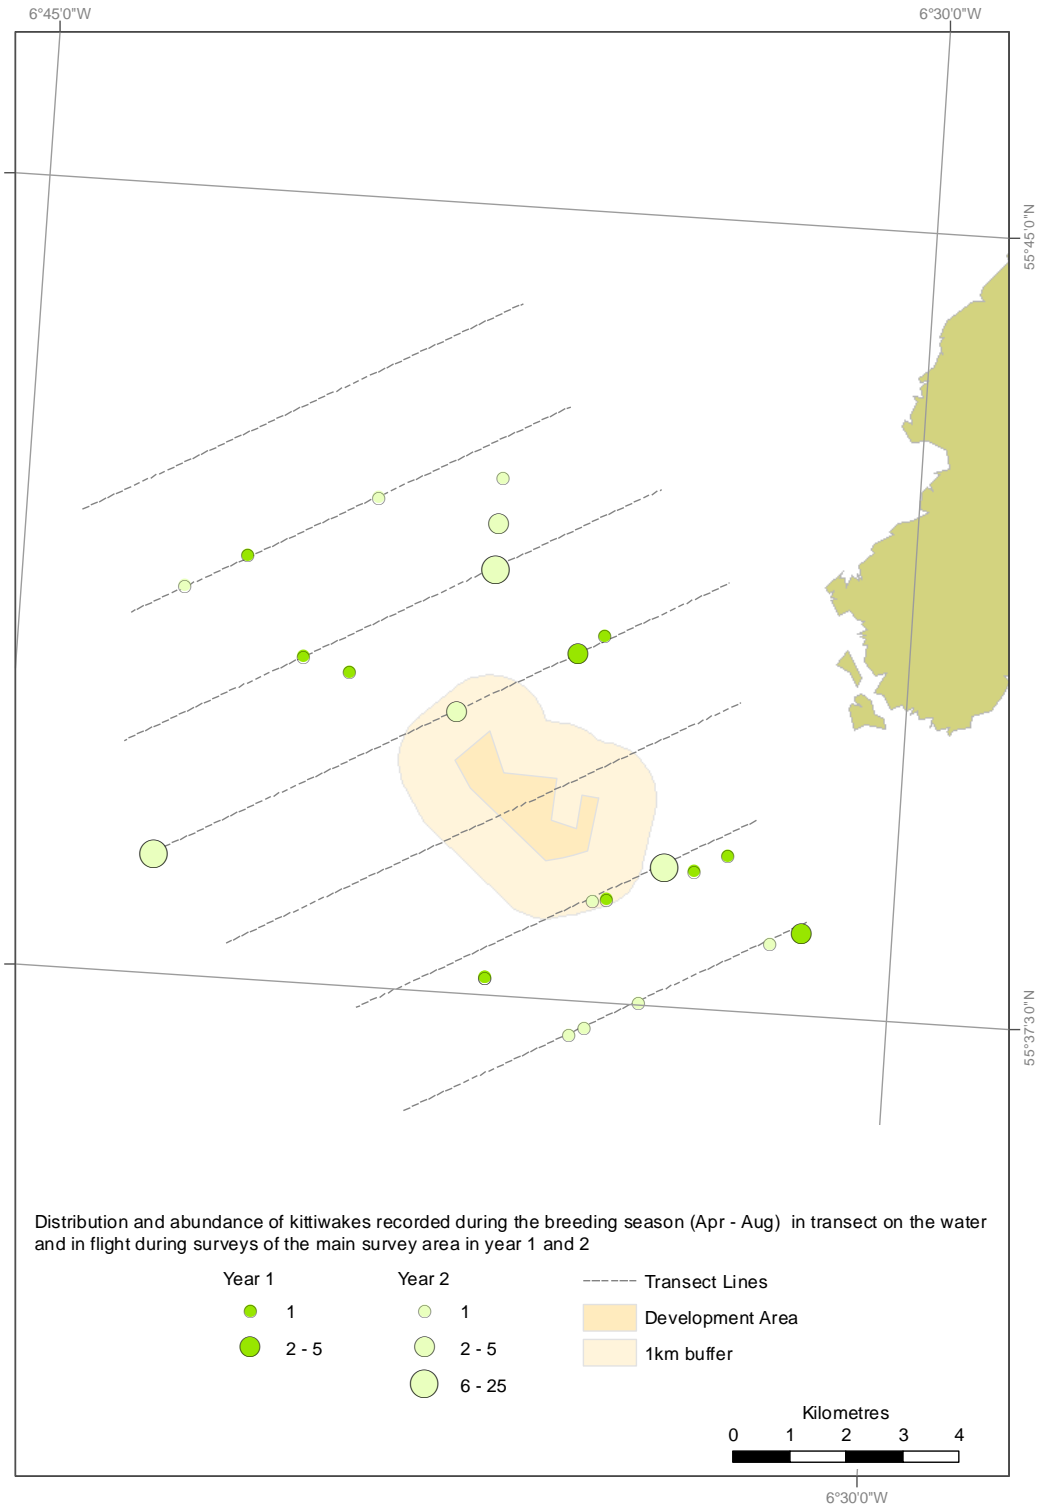 6°45'0"W
6°30'0"W
55°45'0"N
55°37'30"N
Distribution and abundance of kittiwakes recorded during the breeding season (Apr - Aug)  in transect on the water
and in flight during surveys of the main survey area in year 1 and 2
Year 1
Year 2
Transect Lines
1
1
Development Area
2 - 5
2 - 5
1km buffer
6 - 25
Kilometres
0 1 2 3 4
6°30'0"W